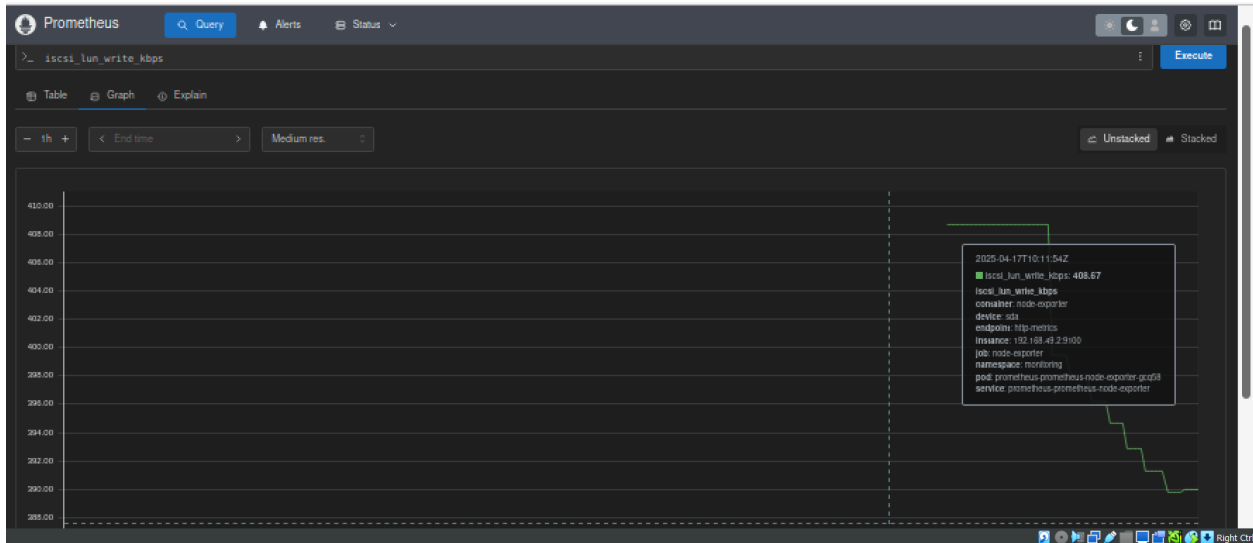 Prometheus
Query
Alerts
Status
>_ iscsi_lun_write_kbps
Execute
Table
Graph
Explain
− 1h +
< End time >
Medium res.
Unstacked
Stacked
410.00
408.00
406.00
404.00
402.00
400.00
398.00
396.00
394.00
392.00
390.00
388.00
2025-04-17T10:11:54Z
iscsi_lun_write_kbps: 408.67
iscsi_lun_write_kbps
container: node-exporter
device: sda
endpoint: http-metrics
instance: 192.168.49.2:9100
job: node-exporter
namespace: monitoring
pod: prometheus-prometheus-node-exporter-gcq58
service: prometheus-prometheus-node-exporter
Right Ctrl